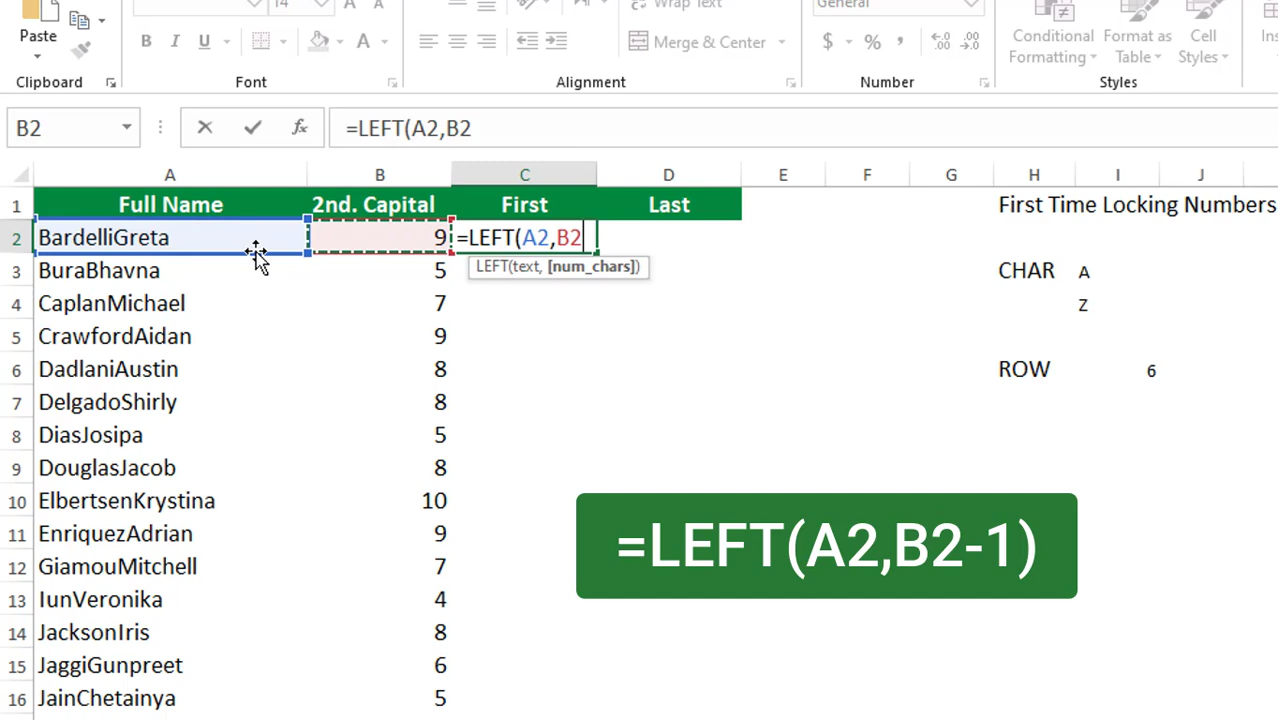 14 A A Wrap Text General
Paste B I U A Merge & Center $ % , .00 Conditional Formatting Format as Table Cell Styles
Clipboard Font Alignment Number Styles
B2 fx =LEFT(A2,B2
A B C D E F G H I J
1 Full Name 2nd. Capital First Last First Time Locking Numbers
2 BardelliGreta 9 =LEFT(A2,B2
LEFT(text, [num_chars])
3 BuraBhavna 5 CHAR A
4 CaplanMichael 7 Z
5 CrawfordAidan 9
6 DadlaniAustin 8 ROW 6
7 DelgadoShirly 8
8 DiasJosipa 5
9 DouglasJacob 8
10 ElbertsenKrystina 10
11 EnriquezAdrian 9
=LEFT(A2,B2-1)
12 GiamouMitchell 7
13 IunVeronika 4
14 JacksonIris 8
15 JaggiGunpreet 6
16 JainChetainya 5